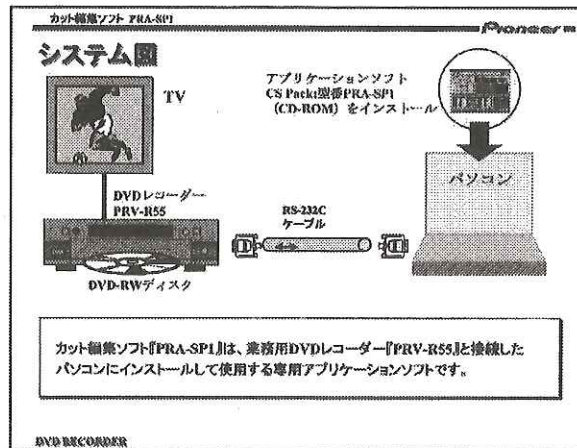 カット編集ソフト PRA-SP1
Pioneer
システム図
TV
アプリケーションソフト
CS Pack1型番PRA-SP1
(CD-ROM)をインストール
パソコン
DVDレコーダー
PRV-R55
RS-232C
ケーブル
DVD-RWディスク
カット編集ソフト『PRA-SP1』は、業務用DVDレコーダー『PRV-R55』と接続した
パソコンにインストールして使用する専用アプリケーションソフトです。
DVD RECORDER